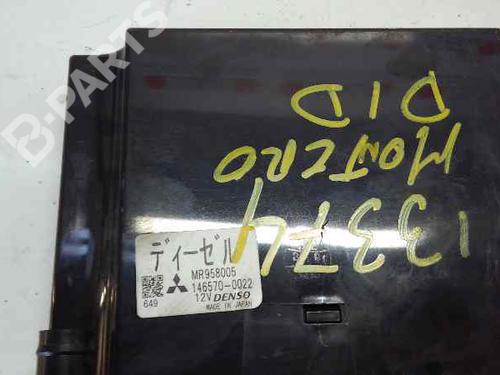 B-PARTS
DID
MONTERO
13374
ディーゼル
MR958005
146570-0022
12V DENSO
649
MADE IN JAPAN